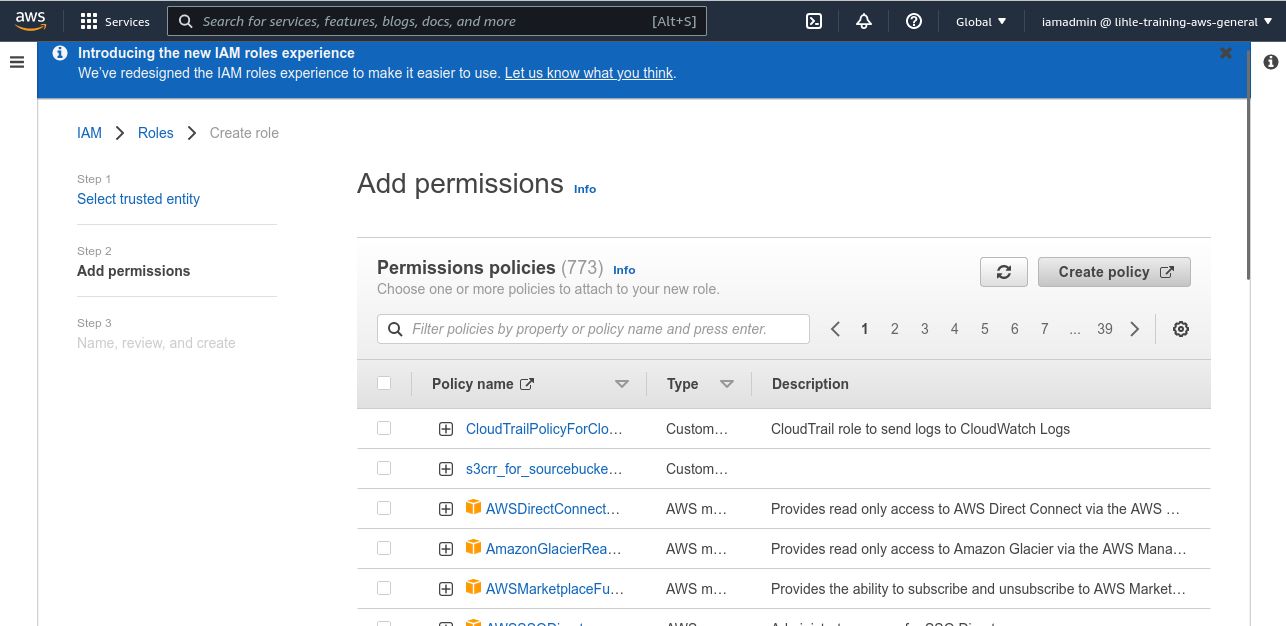 aws Services Search for services, features, blogs, docs, and more [Alt+S] Global iamadmin @ lihle-training-aws-general
Introducing the new IAM roles experience
We've redesigned the IAM roles experience to make it easier to use. Let us know what you think.
IAM Roles Create role
Step 1
Select trusted entity
Step 2
Add permissions
Step 3
Name, review, and create
Add permissions Info
Permissions policies (773) Info
Choose one or more policies to attach to your new role.
Create policy
Filter policies by property or policy name and press enter.
1 2 3 4 5 6 7 ... 39
Policy name Type Description
CloudTrailPolicyForClo... Custom... CloudTrail role to send logs to CloudWatch Logs
s3crr_for_sourcebucke... Custom...
AWSDirectConnect... AWS m... Provides read only access to AWS Direct Connect via the AWS ...
AmazonGlacierRea... AWS m... Provides read only access to Amazon Glacier via the AWS Mana...
AWSMarketplaceFu... AWS m... Provides the ability to subscribe and unsubscribe to AWS Market...